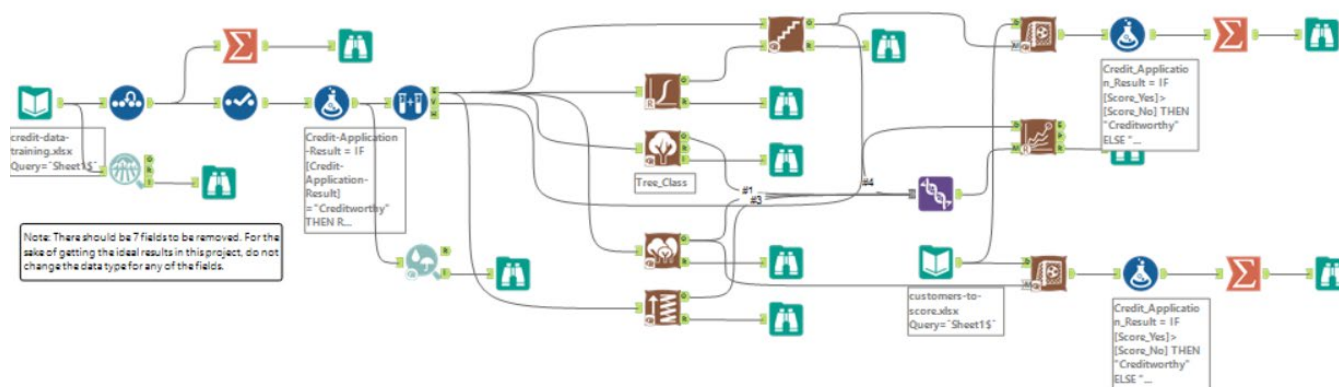 credit-data-
training.xlsx
Query=`Sheet1$`
Credit-Application
-Result = IF
[Credit-
Application-
Result]
="Creditworthy"
THEN R...
Note: There should be 7 fields to be removed. For the
sake of getting the ideal results in this project, do not
change the data type for any of the fields.
Tree_Class
#1
#3
#4
customers-to-
score.xlsx
Query=`Sheet1$`
Credit_Applicatio
n_Result = IF
[Score_Yes]>
[Score_No] THEN
"Creditworthy"
ELSE "...
Credit_Applicatio
n_Result = IF
[Score_Yes]>
[Score_No] THEN
"Creditworthy"
ELSE "...